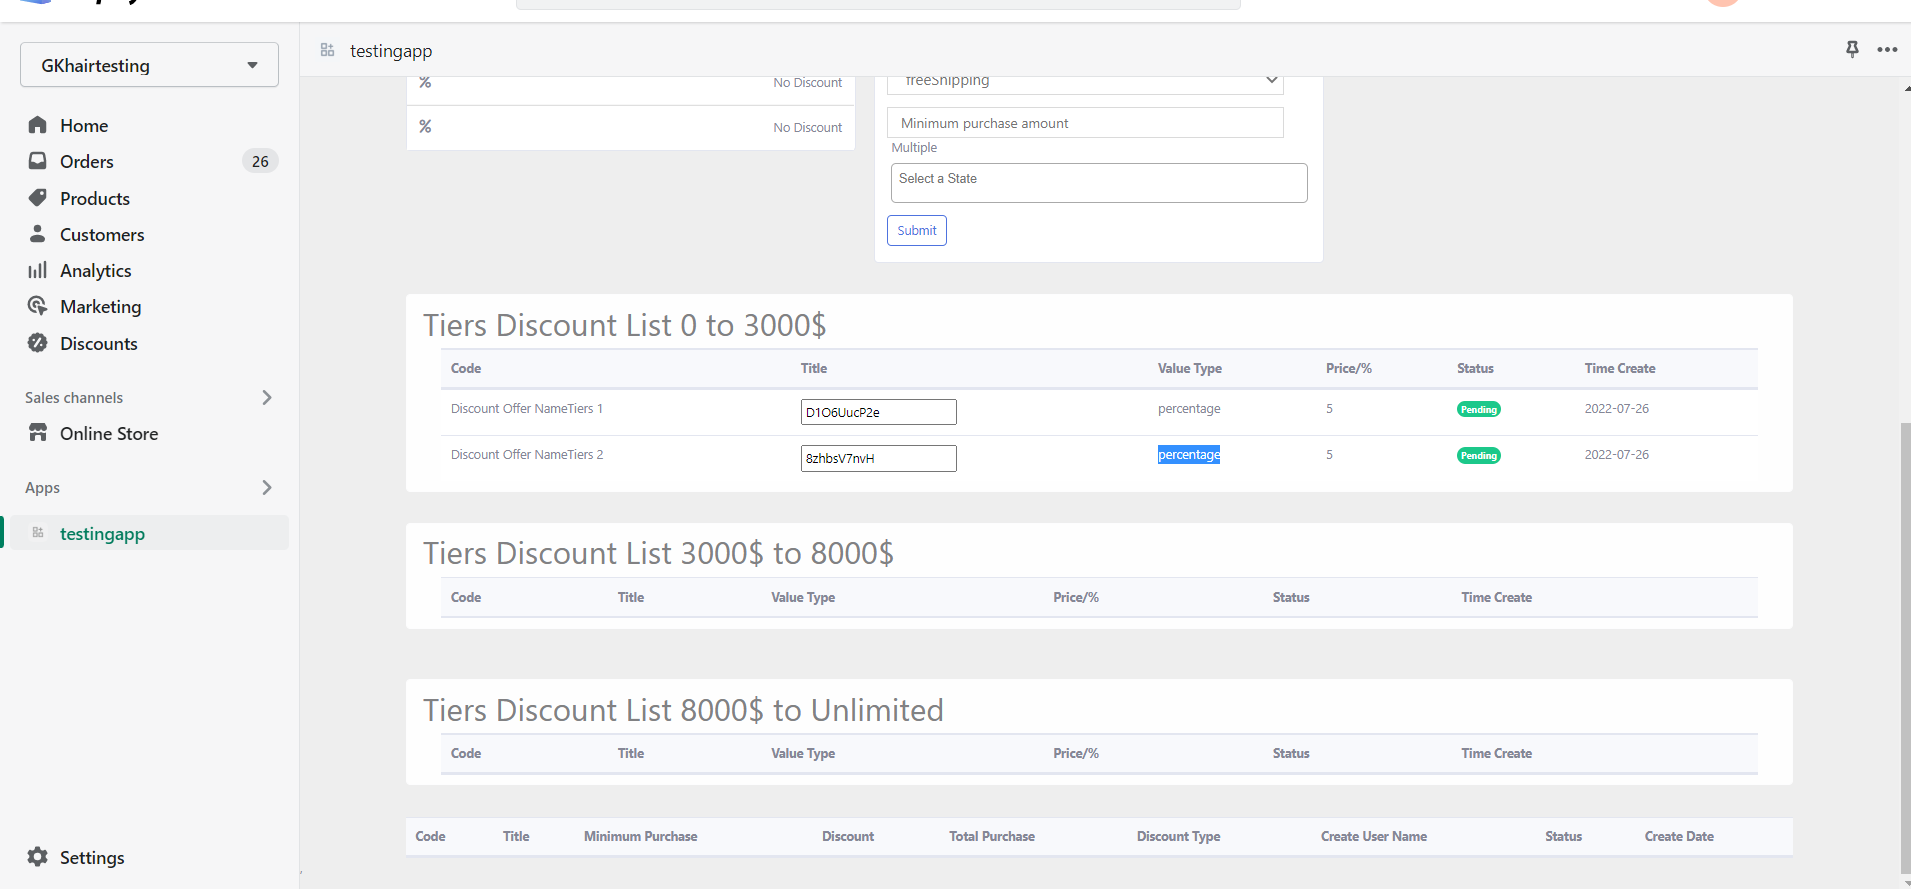 GKhairtesting
testingapp
Home
Orders 26
Products
Customers
Analytics
Marketing
Discounts
Sales channels
Online Store
Apps
testingapp
Settings
% No Discount
% No Discount
freeShipping
Minimum purchase amount
Multiple
Select a State
Submit
Tiers Discount List 0 to 3000$
Code Title Value Type Price/% Status Time Create
Discount Offer NameTiers 1 D1O6UucP2e percentage 5 Pending 2022-07-26
Discount Offer NameTiers 2 8zhbsV7nvH percentage 5 Pending 2022-07-26
Tiers Discount List 3000$ to 8000$
Code Title Value Type Price/% Status Time Create
Tiers Discount List 8000$ to Unlimited
Code Title Value Type Price/% Status Time Create
Code Title Minimum Purchase Discount Total Purchase Discount Type Create User Name Status Create Date